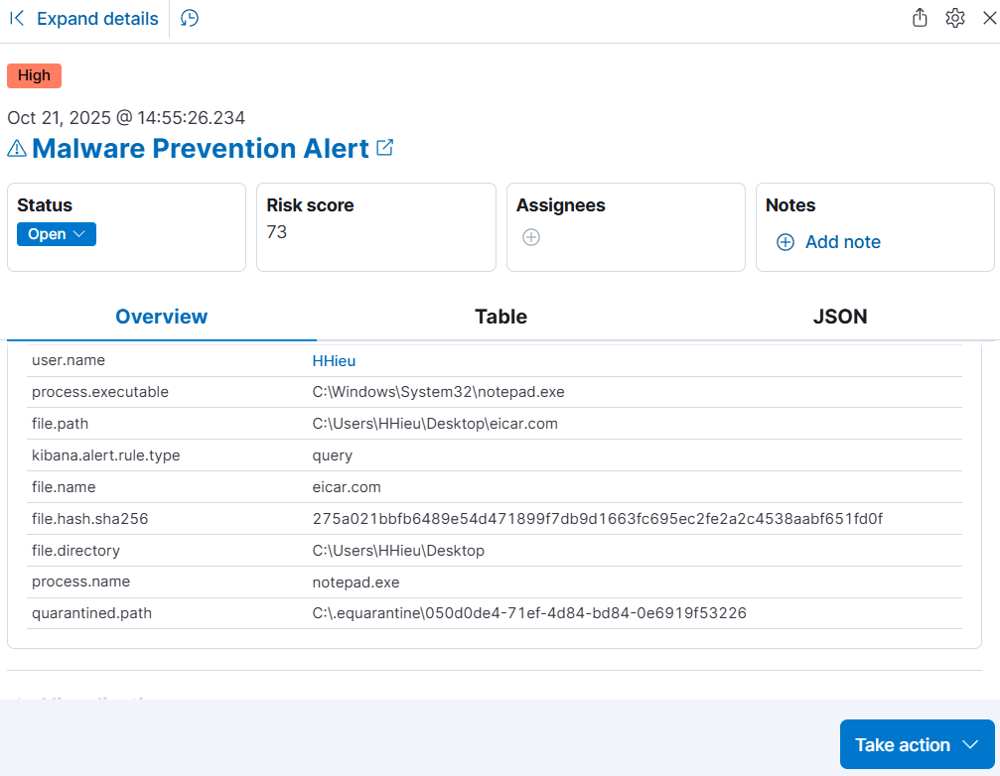 Expand details
High
Oct 21, 2025 @ 14:55:26.234
Malware Prevention Alert
Status
Open
Risk score
73
Assignees
Notes
Add note
Overview Table JSON
user.name HHieu
process.executable C:\Windows\System32\notepad.exe
file.path C:\Users\HHieu\Desktop\eicar.com
kibana.alert.rule.type query
file.name eicar.com
file.hash.sha256 275a021bbfb6489e54d471899f7db9d1663fc695ec2fe2a2c4538aabf651fd0f
file.directory C:\Users\HHieu\Desktop
process.name notepad.exe
quarantined.path C:\.equarantine\050d0de4-71ef-4d84-bd84-0e6919f53226
Take action